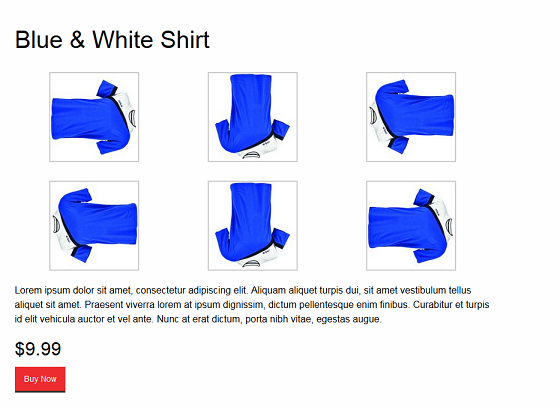 Blue & White Shirt
Lorem ipsum dolor sit amet, consectetur adipiscing elit. Aliquam aliquet turpis dui, sit amet vestibulum tellus
aliquet sit amet. Praesent viverra lorem at ipsum dignissim, dictum pellentesque enim finibus. Curabitur et turpis
id elit vehicula auctor et vel ante. Nunc at erat dictum, porta nibh vitae, egestas augue.
$9.99
Buy Now